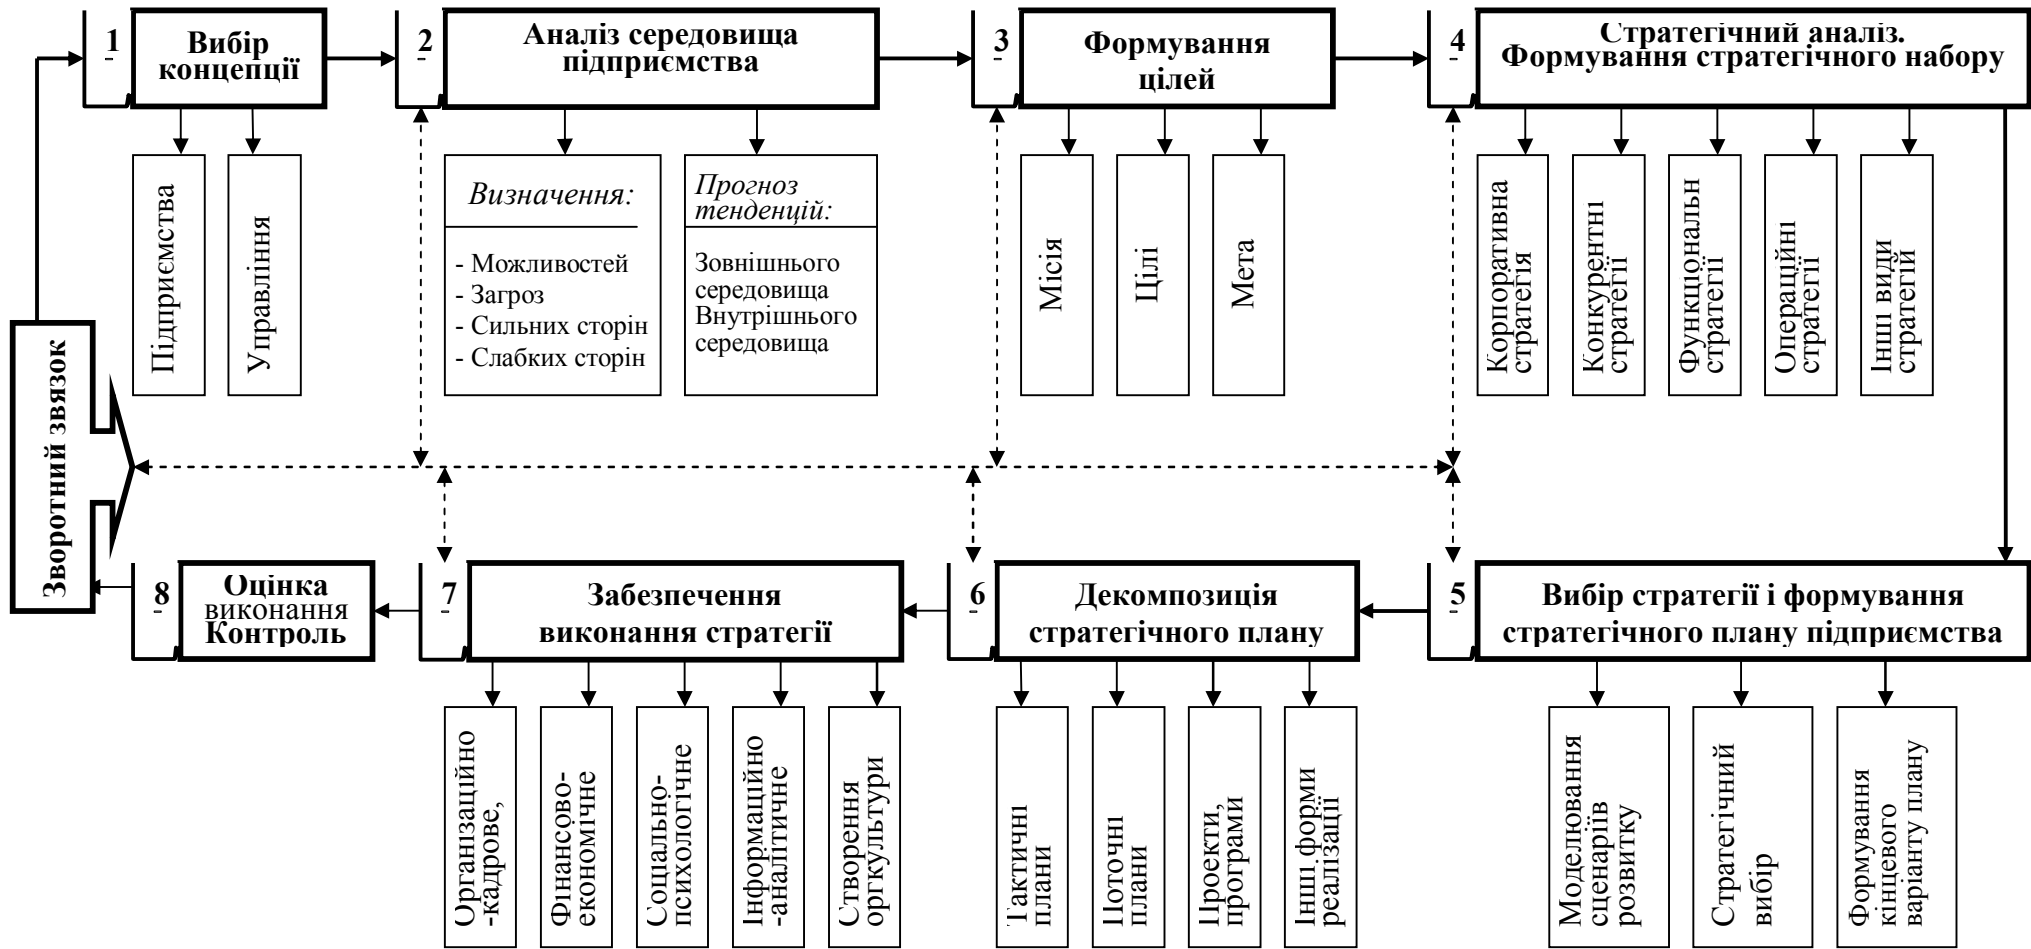 1
Вибір
концепції
2
Аналіз середовища
підприємства
3
Формування
цілей
4
Стратегічний аналіз.
Формування стратегічного набору
Підприємства
Управління
Визначення:
- Можливостей
- Загроз
- Сильних сторін
- Слабких сторін
Прогноз
тенденцій:
Зовнішнього
середовища
Внутрішнього
середовища
Місія
Цілі
Мета
Корпоративна
стратегія
Конкурентні
стратегії
Функціональн
стратегії
Операційні
стратегії
Інші види
стратегій
Зворотний звязок
8
Оцінка
виконання
Контроль
7
Забезпечення
виконання стратегії
6
Декомпозиція
стратегічного плану
5
Вибір стратегії і формування
стратегічного плану підприємства
Організаційно
-кадрове,
Фінансово-
економічне
Соціально-
психологічне
Інформаційно
-аналітичне
Створення
оргкультури
Тактичні
плани
Поточні
плани
Проекти,
програми
Інші форми
реалізації
Моделювання
сценаріїв
розвитку
Стратегічний
вибір
Формування
кінцевого
варіанту плану